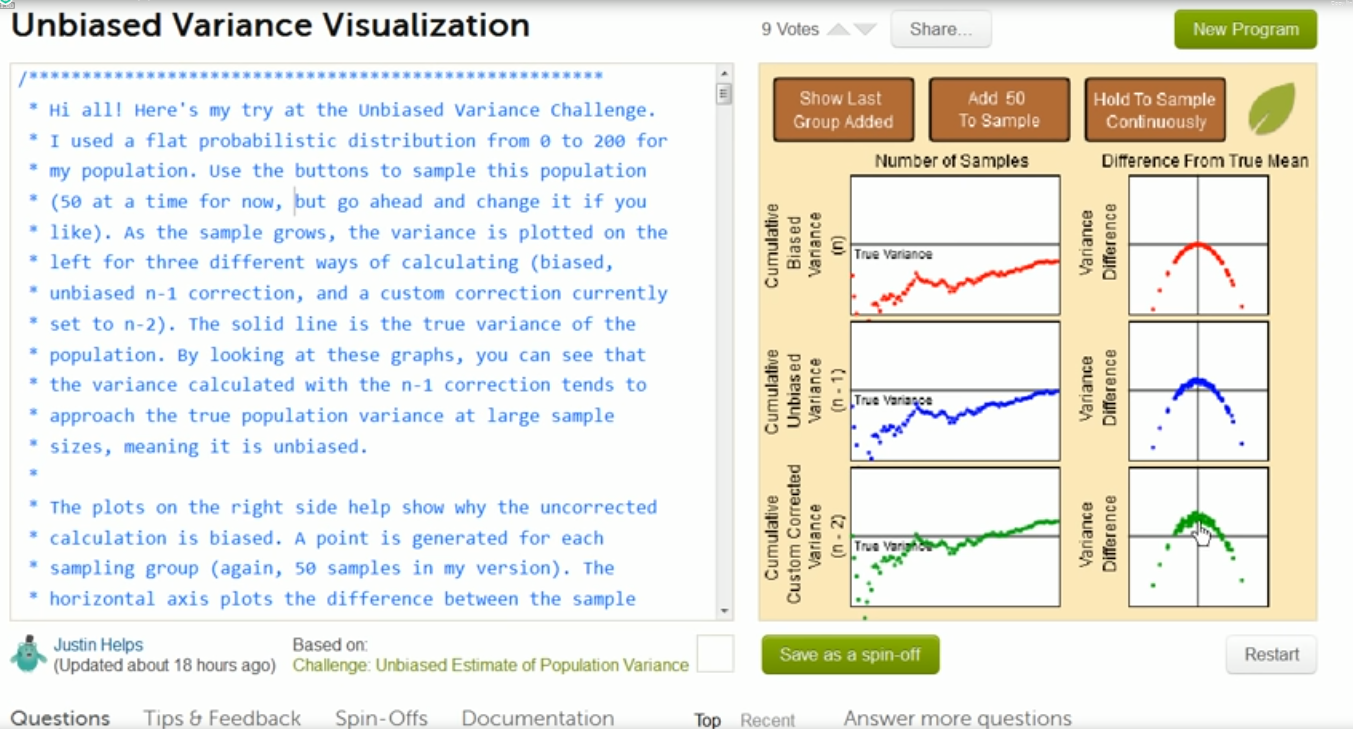 Unbiased Variance Visualization
9 Votes
Share...
New Program
/******************************************************
* Hi all! Here's my try at the Unbiased Variance Challenge.
* I used a flat probabilistic distribution from 0 to 200 for
* my population. Use the buttons to sample this population
* (50 at a time for now, but go ahead and change it if you
* like). As the sample grows, the variance is plotted on the
* left for three different ways of calculating (biased,
* unbiased n-1 correction, and a custom correction currently
* set to n-2). The solid line is the true variance of the
* population. By looking at these graphs, you can see that
* the variance calculated with the n-1 correction tends to
* approach the true population variance at large sample
* sizes, meaning it is unbiased.
*
* The plots on the right side help show why the uncorrected
* calculation is biased. A point is generated for each
* sampling group (again, 50 samples in my version). The
* horizontal axis plots the difference between the sample
Show Last
Group Added
Add 50
To Sample
Hold To Sample
Continuously
Number of Samples
Difference From True Mean
Cumulative
Biased
Variance
(n)
True Variance
Variance
Difference
Cumulative
Unbiased
Variance
(n - 1)
True Variance
Variance
Difference
Cumulative
Custom Corrected
Variance
(n - 2)
True Variance
Variance
Difference
Justin Helps
(Updated about 18 hours ago)
Based on:
Challenge: Unbiased Estimate of Population Variance
Save as a spin-off
Restart
Questions
Tips & Feedback
Spin-Offs
Documentation
Top
Recent
Answer more questions